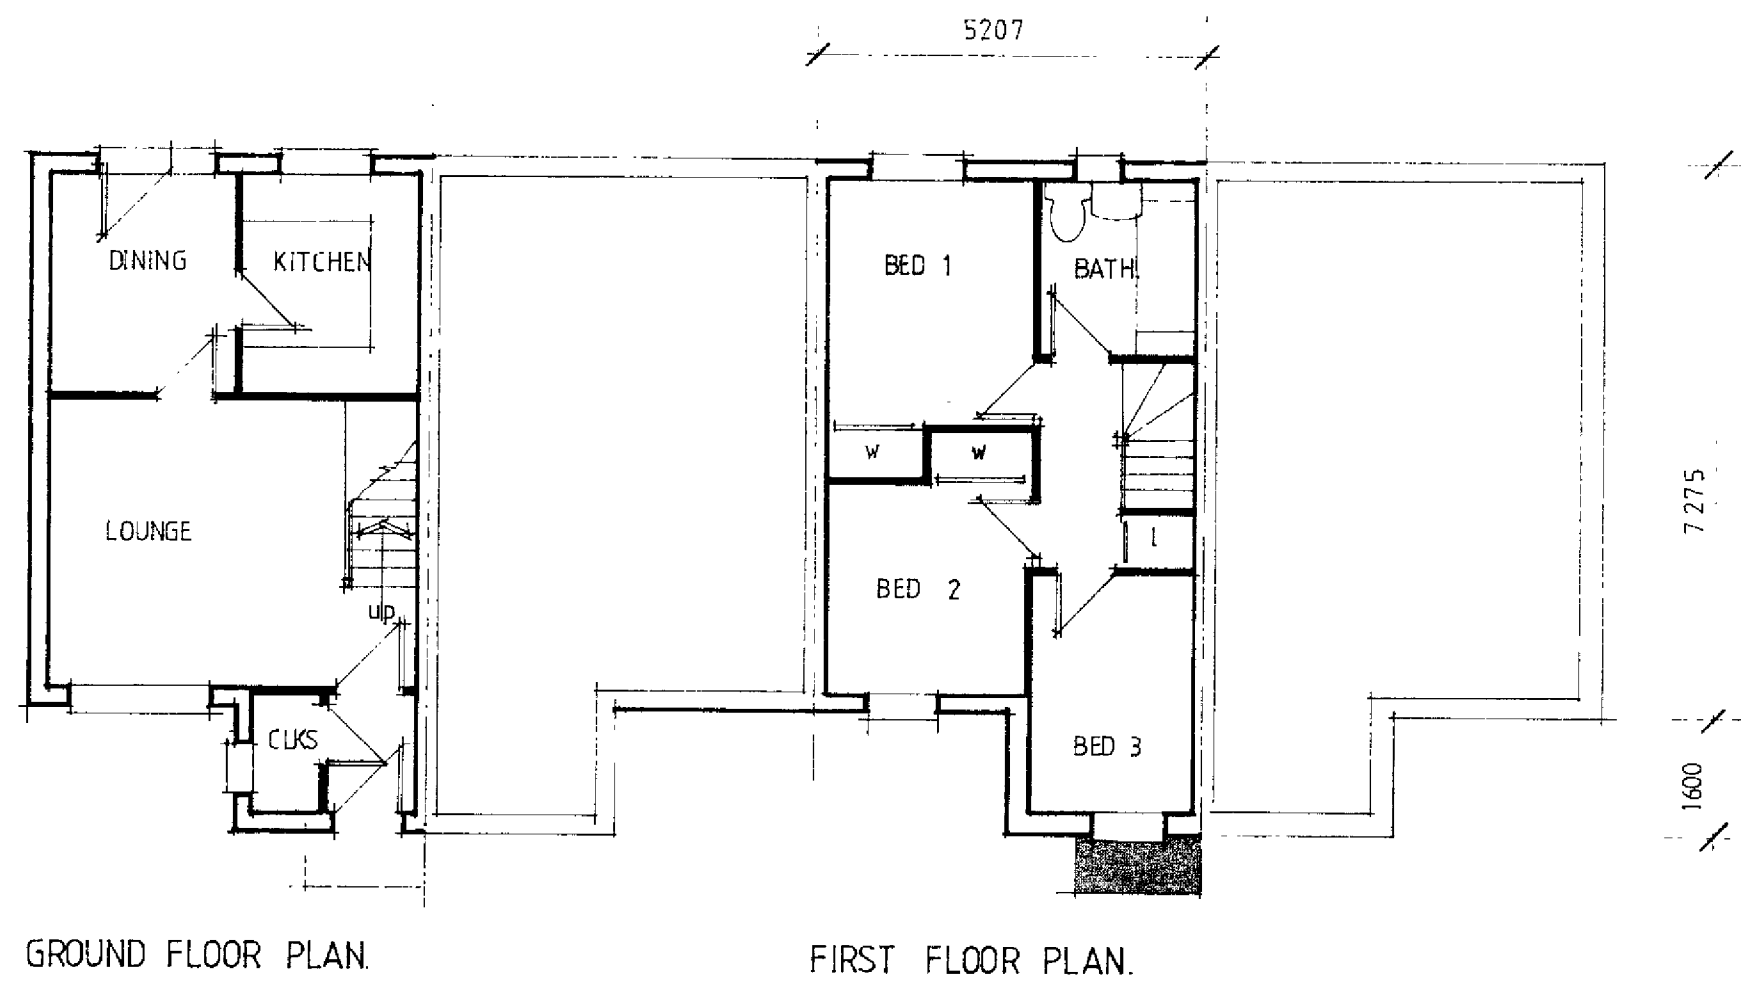 5207
DINING
KITCHEN
BED 1
BATH.
W
W
LOUNGE
7275
l
BED 2
up
CLKS
BED 3
1600
GROUND FLOOR PLAN.
FIRST FLOOR PLAN.